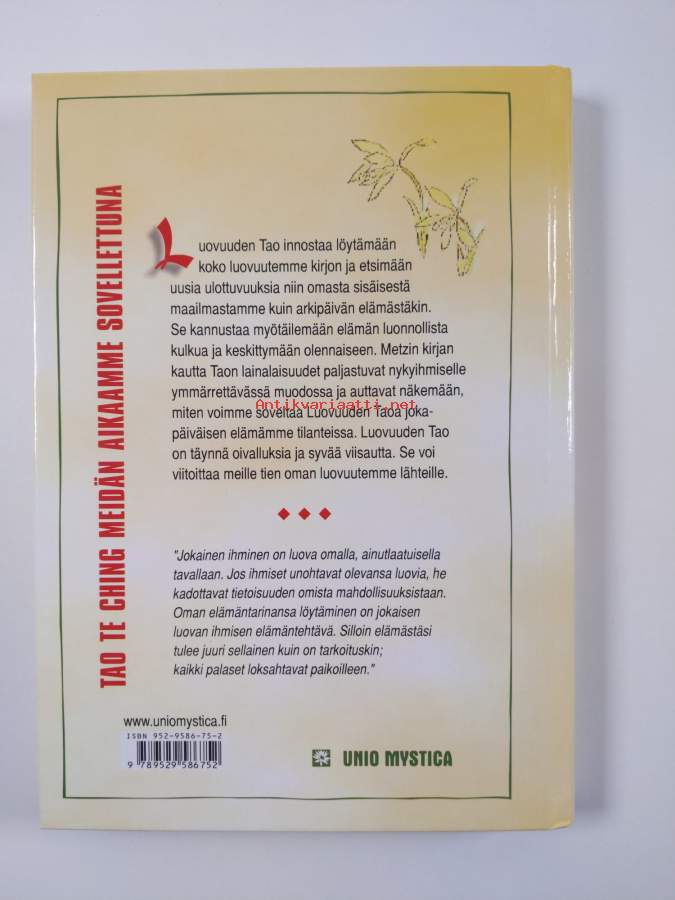 TAO TE CHING MEIDÄN AIKAAMME SOVELLETTUNA
Luovuuden Tao innostaa löytämään
koko luovuutemme kirjon ja etsimään
uusia ulottuvuuksia niin omasta sisäisestä
maailmastamme kuin arkipäivän elämästäkin.
Se kannustaa myötäilemään elämän luonnollista
kulkua ja keskittymään olennaiseen. Metzin kirjan
kautta Taon lainalaisuudet paljastuvat nykyihmiselle
ymmärrettävässä muodossa ja auttavat näkemään,
Antikvariaatti.net
miten voimme soveltaa Luovuuden Taoa joka-
päiväisen elämämme tilanteissa. Luovuuden Tao
on täynnä oivalluksia ja syvää viisautta. Se voi
viitoittaa meille tien oman luovuutemme lähteille.
"Jokainen ihminen on luova omalla, ainutlaatuisella
tavallaan. Jos ihmiset unohtavat olevansa luovia, he
kadottavat tietoisuuden omista mahdollisuuksistaan.
Oman elämäntarinansa löytäminen on jokaisen
luovan ihmisen elämäntehtävä. Silloin elämästäsi
tulee juuri sellainen kuin on tarkoituskin;
kaikki palaset loksahtavat paikoilleen."
www.uniomystica.fi
ISBN 952-9586-75-2
9 789529 586752
UNIO MYSTICA